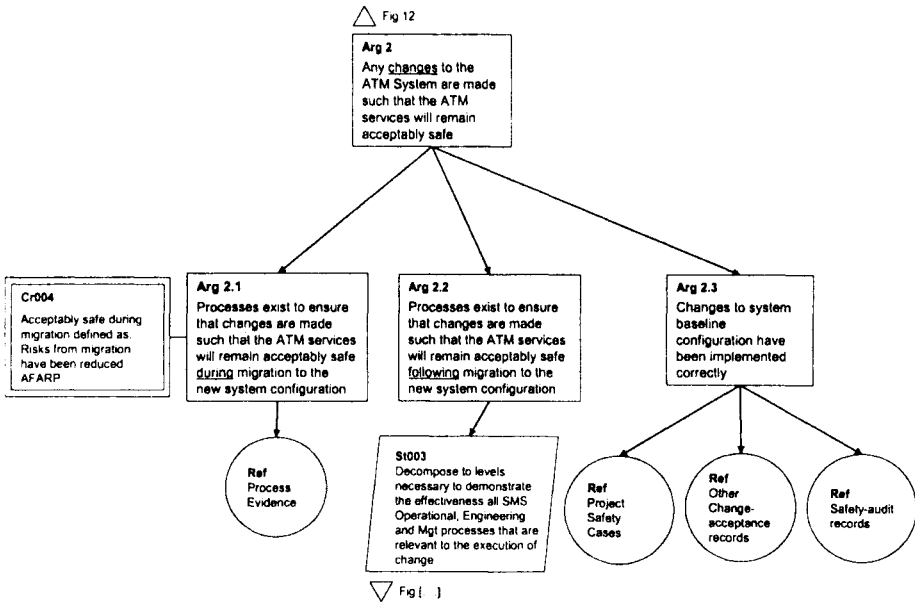 Fig 12
Arg 2
Any changes to the
ATM System are made
such that the ATM
services will remain
acceptably safe
Cr004
Acceptably safe during
migration defined as.
Risks from migration
have been reduced
AFARP
Arg 2.1
Processes exist to ensure
that changes are made
such that the ATM services
will remain acceptably safe
during migration to the
new system configuration
Arg 2.2
Processes exist to ensure
that changes are made
such that the ATM services
will remain acceptably safe
following migration to the
new system configuration
Arg 2.3
Changes to system
baseline
configuration have
been implemented
correctly
Ref
Process
Evidence
St003
Decompose to levels
necessary to demonstrate
the effectiveness all SMS
Operational, Engineering
and Mgt processes that are
relevant to the execution of
change
Ref
Project
Safety
Cases
Ref
Other
Change-
acceptance
records
Ref
Safety-audit
records
Fig [. .]